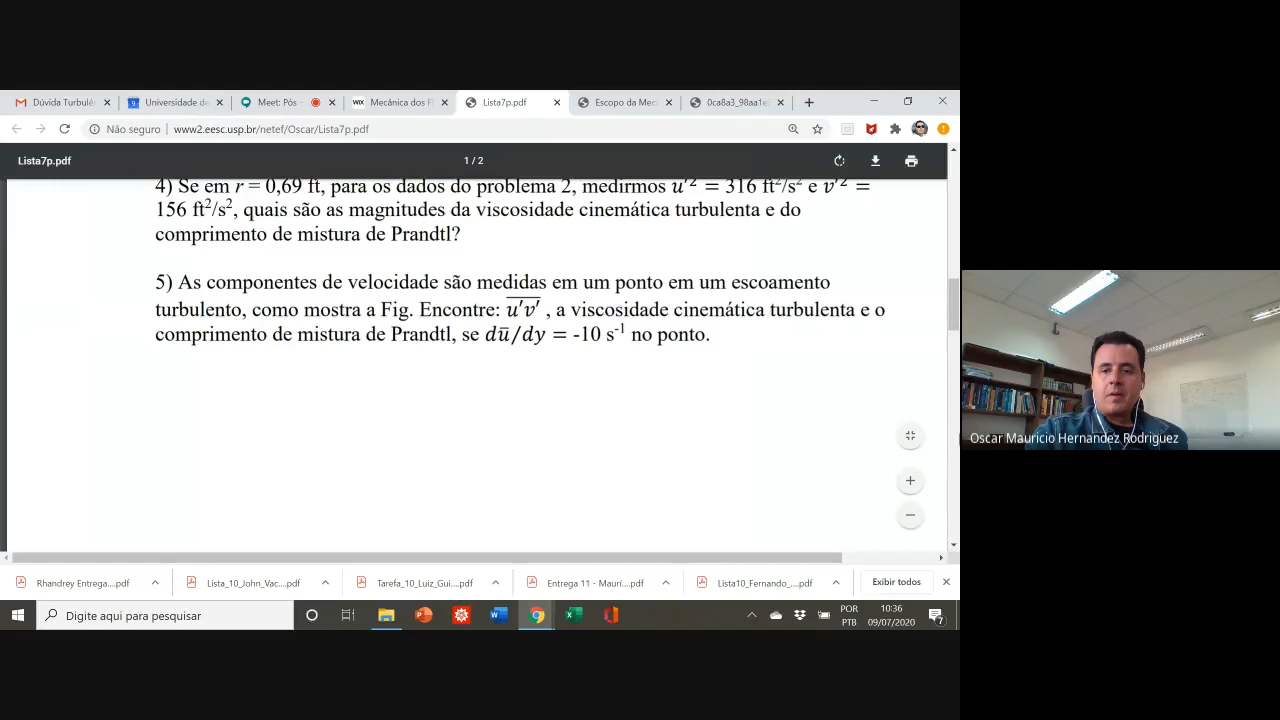 Dúvida Turbulê
Universidade de
Meet: Pós -
WIX Mecânica dos Fl
Lista7p.pdf
Escopo da Mec
0ca8a3_98aa1e
Não seguro | www2.eesc.usp.br/netef/Oscar/Lista7p.pdf
Lista7p.pdf
1 / 2
4) Se em r = 0,69 ft, para os dados do problema 2, medirmos u′² = 316 ft²/s² e v′² =
156 ft²/s², quais são as magnitudes da viscosidade cinemática turbulenta e do
comprimento de mistura de Prandtl?
5) As componentes de velocidade são medidas em um ponto em um escoamento
turbulento, como mostra a Fig. Encontre: u̅′v̅′ , a viscosidade cinemática turbulenta e o
comprimento de mistura de Prandtl, se dū/dy = -10 s⁻¹ no ponto.
Oscar Mauricio Hernandez Rodriguez
Rhandrey Entrega....pdf
Lista_10_John_Vac....pdf
Tarefa_10_Luiz_Gui....pdf
Entrega 11 - Maurí....pdf
Lista10_Fernando_....pdf
Exibir todos
Digite aqui para pesquisar
POR
PTB
10:36
09/07/2020
7